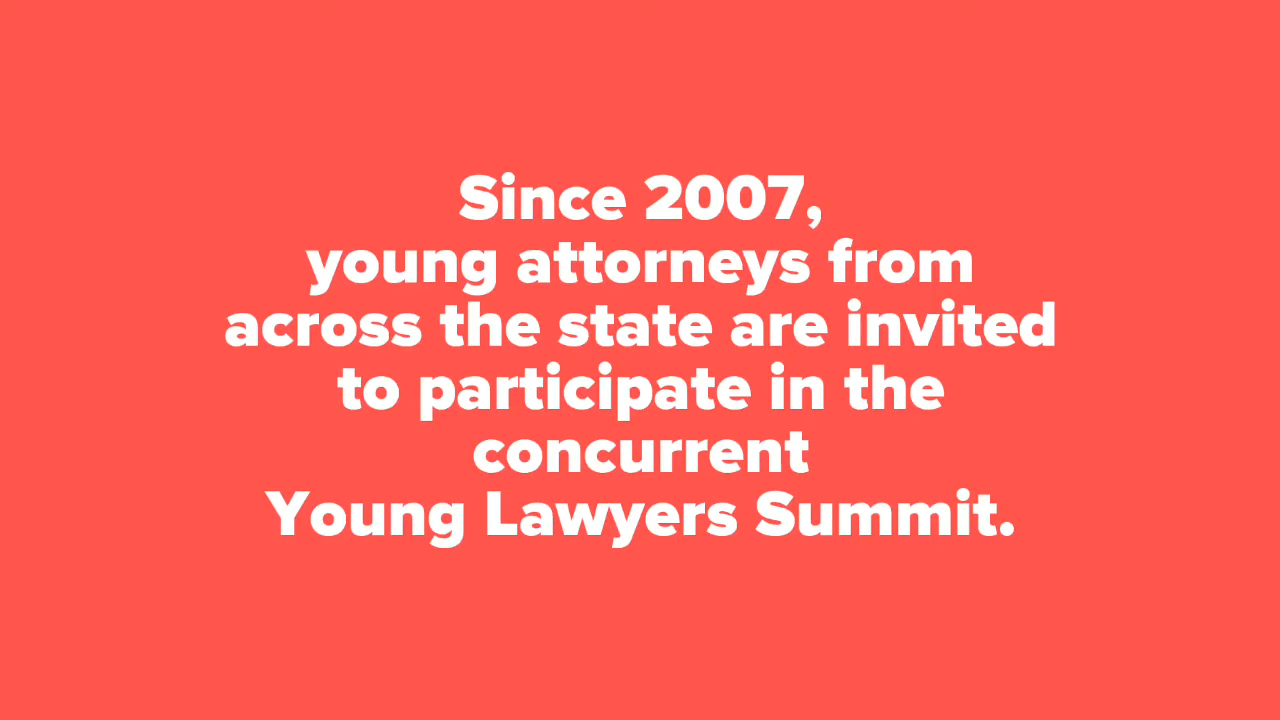 Since 2007,
young attorneys from
across the state are invited
to participate in the
concurrent
Young Lawyers Summit.